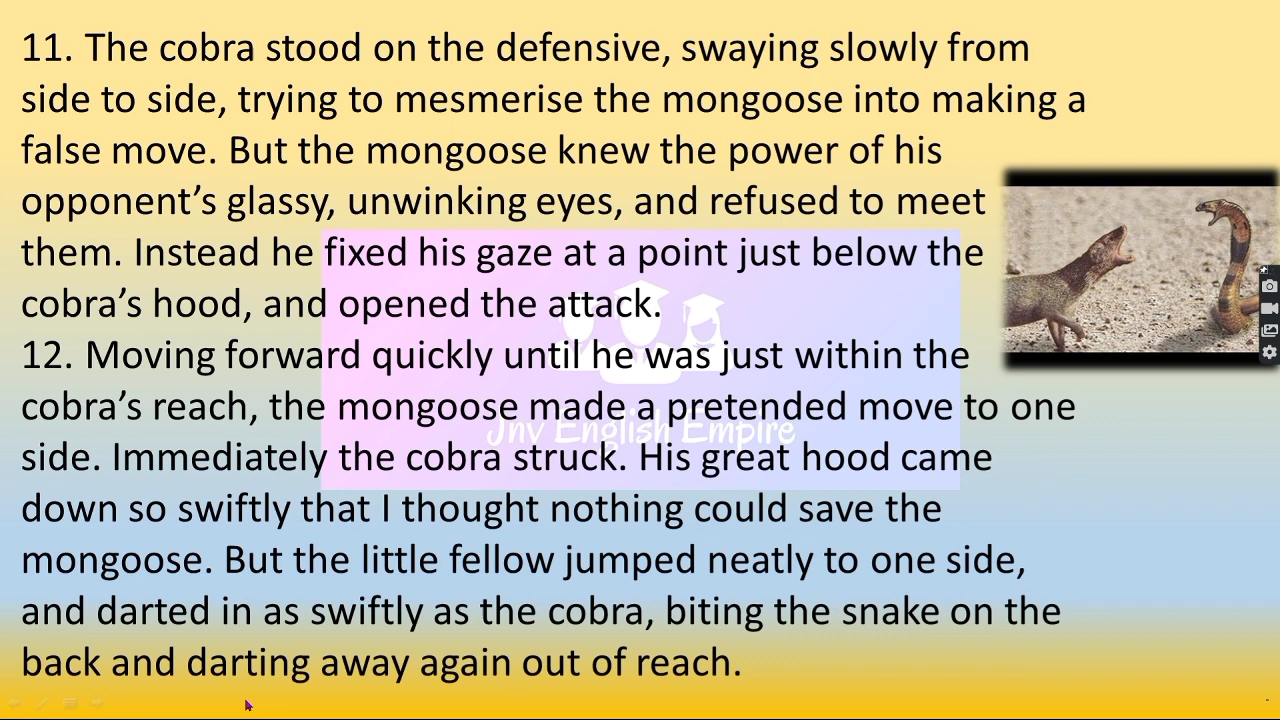 11. The cobra stood on the defensive, swaying slowly from
side to side, trying to mesmerise the mongoose into making a
false move. But the mongoose knew the power of his
opponent’s glassy, unwinking eyes, and refused to meet
them. Instead he fixed his gaze at a point just below the
cobra’s hood, and opened the attack.
12. Moving forward quickly until he was just within the
cobra’s reach, the mongoose made a pretended move to one
side. Immediately the cobra struck. His great hood came
down so swiftly that I thought nothing could save the
mongoose. But the little fellow jumped neatly to one side,
and darted in as swiftly as the cobra, biting the snake on the
back and darting away again out of reach.
Jnv English Empire